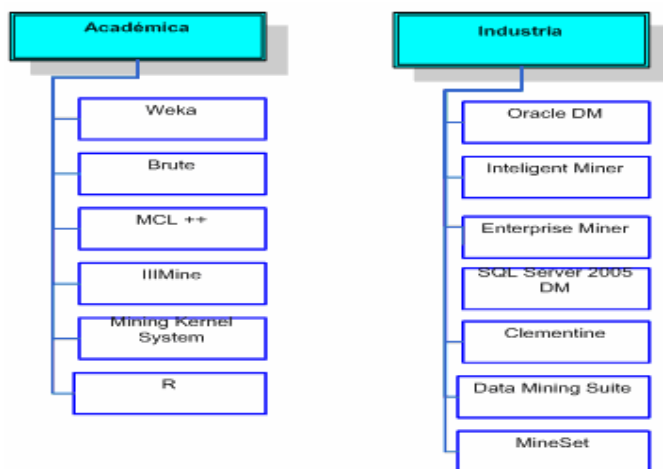 Académica
Weka
Brute
MCL ++
IIIMine
Mining Kernel
System
R
Industria
Oracle DM
Inteligent Miner
Enterprise Miner
SQL Server 2005
DM
Clementine
Data Mining Suite
MineSet